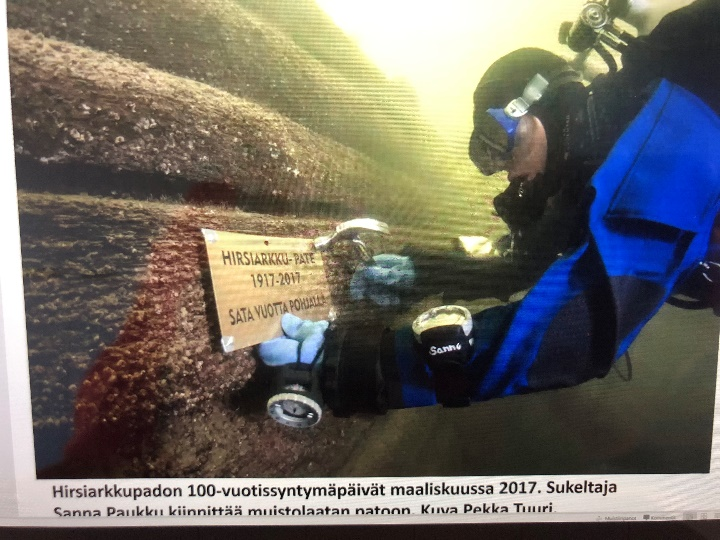 HIRSIARKKU-PATE
1917-2017
SATA VUOTTA POHJALLA
Sanna
Hirsiarkkupadon 100-vuotissyntymäpäivät maaliskuussa 2017. Sukeltaja
Sanna Paukku kiinnittää muistolaatan patoon. Kuva Pekka Tuuri.